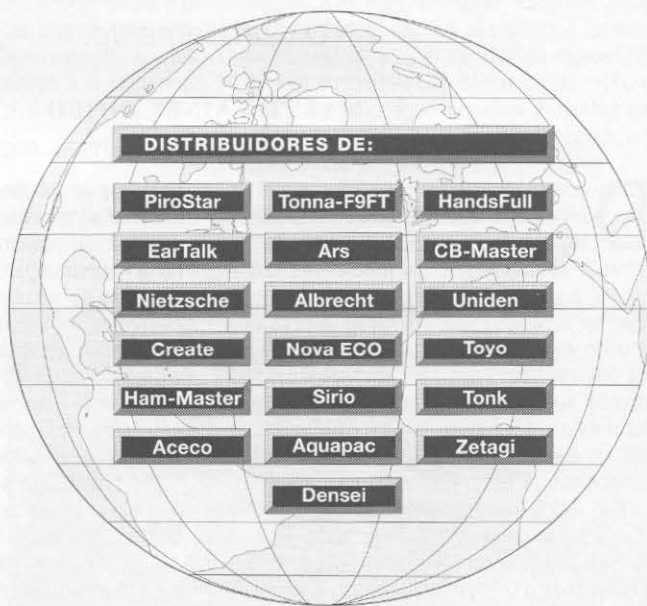 DISTRIBUIDORES DE:
PiroStar Tonna-F9FT HandsFull
EarTalk Ars CB-Master
Nietzsche Albrecht Uniden
Create Nova ECO Toyo
Ham-Master Sirio Tonk
Aceco Aquapac Zetagi
Densei